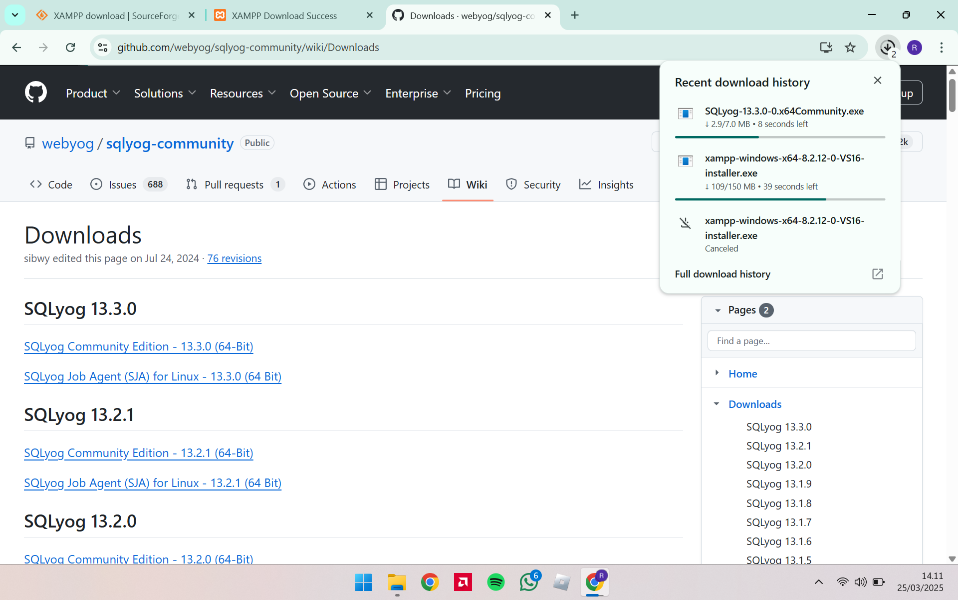 XAMPP download | SourceForg
XAMPP Download Success
Downloads · webyog/sqlyog-co
github.com/webyog/sqlyog-community/wiki/Downloads
2
R
Product
Solutions
Resources
Open Source
Enterprise
Pricing
up
webyog / sqlyog-community
Public
2k
Code
Issues 688
Pull requests 1
Actions
Projects
Wiki
Security
Insights
Recent download history
SQLyog-13.3.0-0.x64Community.exe
↓ 2.9/7.0 MB • 8 seconds left
xampp-windows-x64-8.2.12-0-VS16-
installer.exe
↓ 109/150 MB • 39 seconds left
xampp-windows-x64-8.2.12-0-VS16-
installer.exe
Canceled
Full download history
Downloads
sibwy edited this page on Jul 24, 2024 · 76 revisions
SQLyog 13.3.0
SQLyog Community Edition - 13.3.0 (64-Bit)
SQLyog Job Agent (SJA) for Linux - 13.3.0 (64 Bit)
SQLyog 13.2.1
SQLyog Community Edition - 13.2.1 (64-Bit)
SQLyog Job Agent (SJA) for Linux - 13.2.1 (64 Bit)
SQLyog 13.2.0
SQLyog Community Edition - 13.2.0 (64-Bit)
Pages 2
Find a page...
Home
Downloads
SQLyog 13.3.0
SQLyog 13.2.1
SQLyog 13.2.0
SQLyog 13.1.9
SQLyog 13.1.8
SQLyog 13.1.7
SQLyog 13.1.6
SQLyog 13.1.5
6
R
14.11
25/03/2025